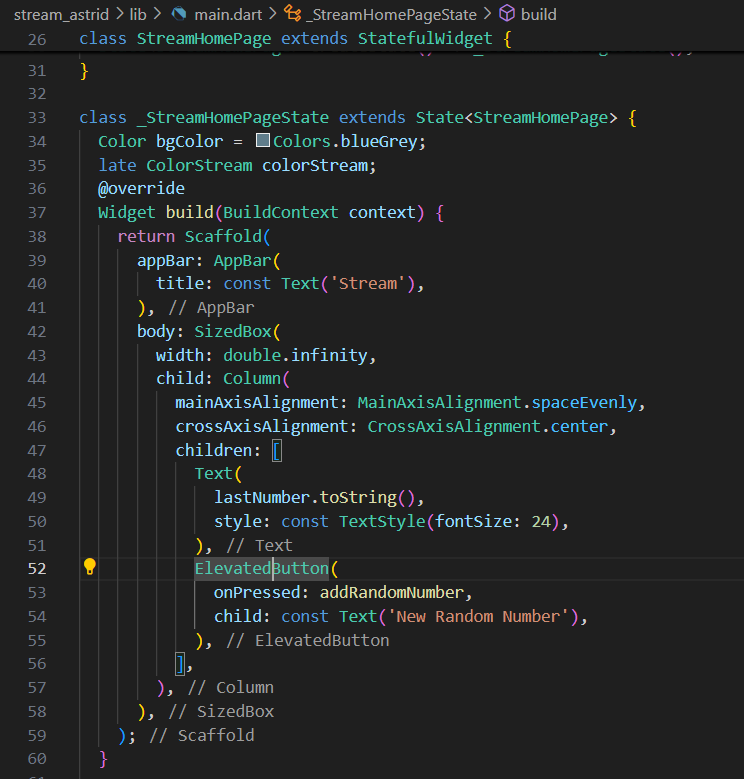 stream_astrid > lib > main.dart > _StreamHomePageState > build
26 class StreamHomePage extends StatefulWidget {
31 }
32
33 class _StreamHomePageState extends State<StreamHomePage> {
34 Color bgColor = Colors.blueGrey;
35 late ColorStream colorStream;
36 @override
37 Widget build(BuildContext context) {
38 return Scaffold(
39 appBar: AppBar(
40 title: const Text('Stream'),
41 ), // AppBar
42 body: SizedBox(
43 width: double.infinity,
44 child: Column(
45 mainAxisAlignment: MainAxisAlignment.spaceEvenly,
46 crossAxisAlignment: CrossAxisAlignment.center,
47 children: [
48 Text(
49 lastNumber.toString(),
50 style: const TextStyle(fontSize: 24),
51 ), // Text
52 ElevatedButton(
53 onPressed: addRandomNumber,
54 child: const Text('New Random Number'),
55 ), // ElevatedButton
56 ],
57 ), // Column
58 ), // SizedBox
59 ); // Scaffold
60 }